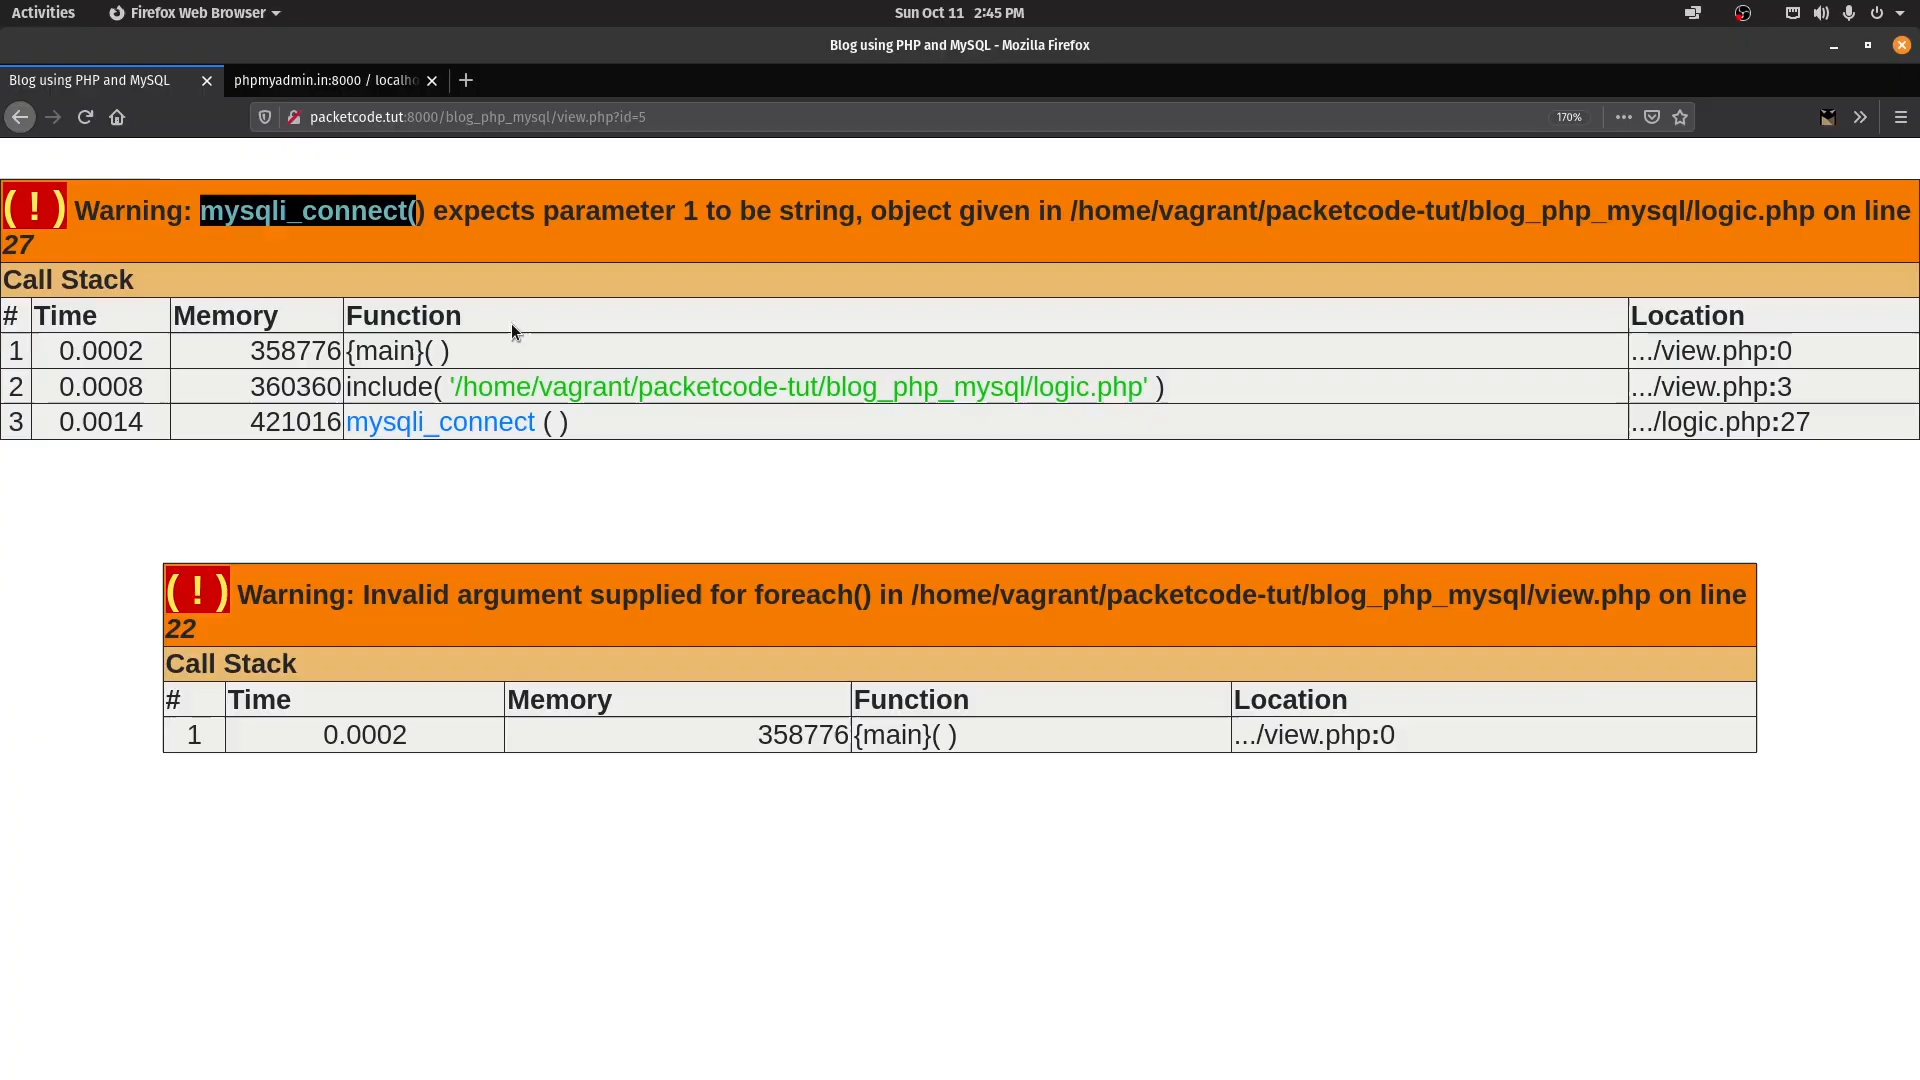 Activities Firefox Web Browser Sun Oct 11 2:45 PM
Blog using PHP and MySQL - Mozilla Firefox
Blog using PHP and MySQL phpmyadmin.in:8000 / localho
packetcode.tut:8000/blog_php_mysql/view.php?id=5 170%
( ! ) Warning: mysqli_connect() expects parameter 1 to be string, object given in /home/vagrant/packetcode-tut/blog_php_mysql/logic.php on line
27
Call Stack
# Time Memory Function Location
1 0.0002 358776 {main}( ) .../view.php:0
2 0.0008 360360 include( '/home/vagrant/packetcode-tut/blog_php_mysql/logic.php' ) .../view.php:3
3 0.0014 421016 mysqli_connect ( ) .../logic.php:27
( ! ) Warning: Invalid argument supplied for foreach() in /home/vagrant/packetcode-tut/blog_php_mysql/view.php on line
22
Call Stack
# Time Memory Function Location
1 0.0002 358776 {main}( ) .../view.php:0